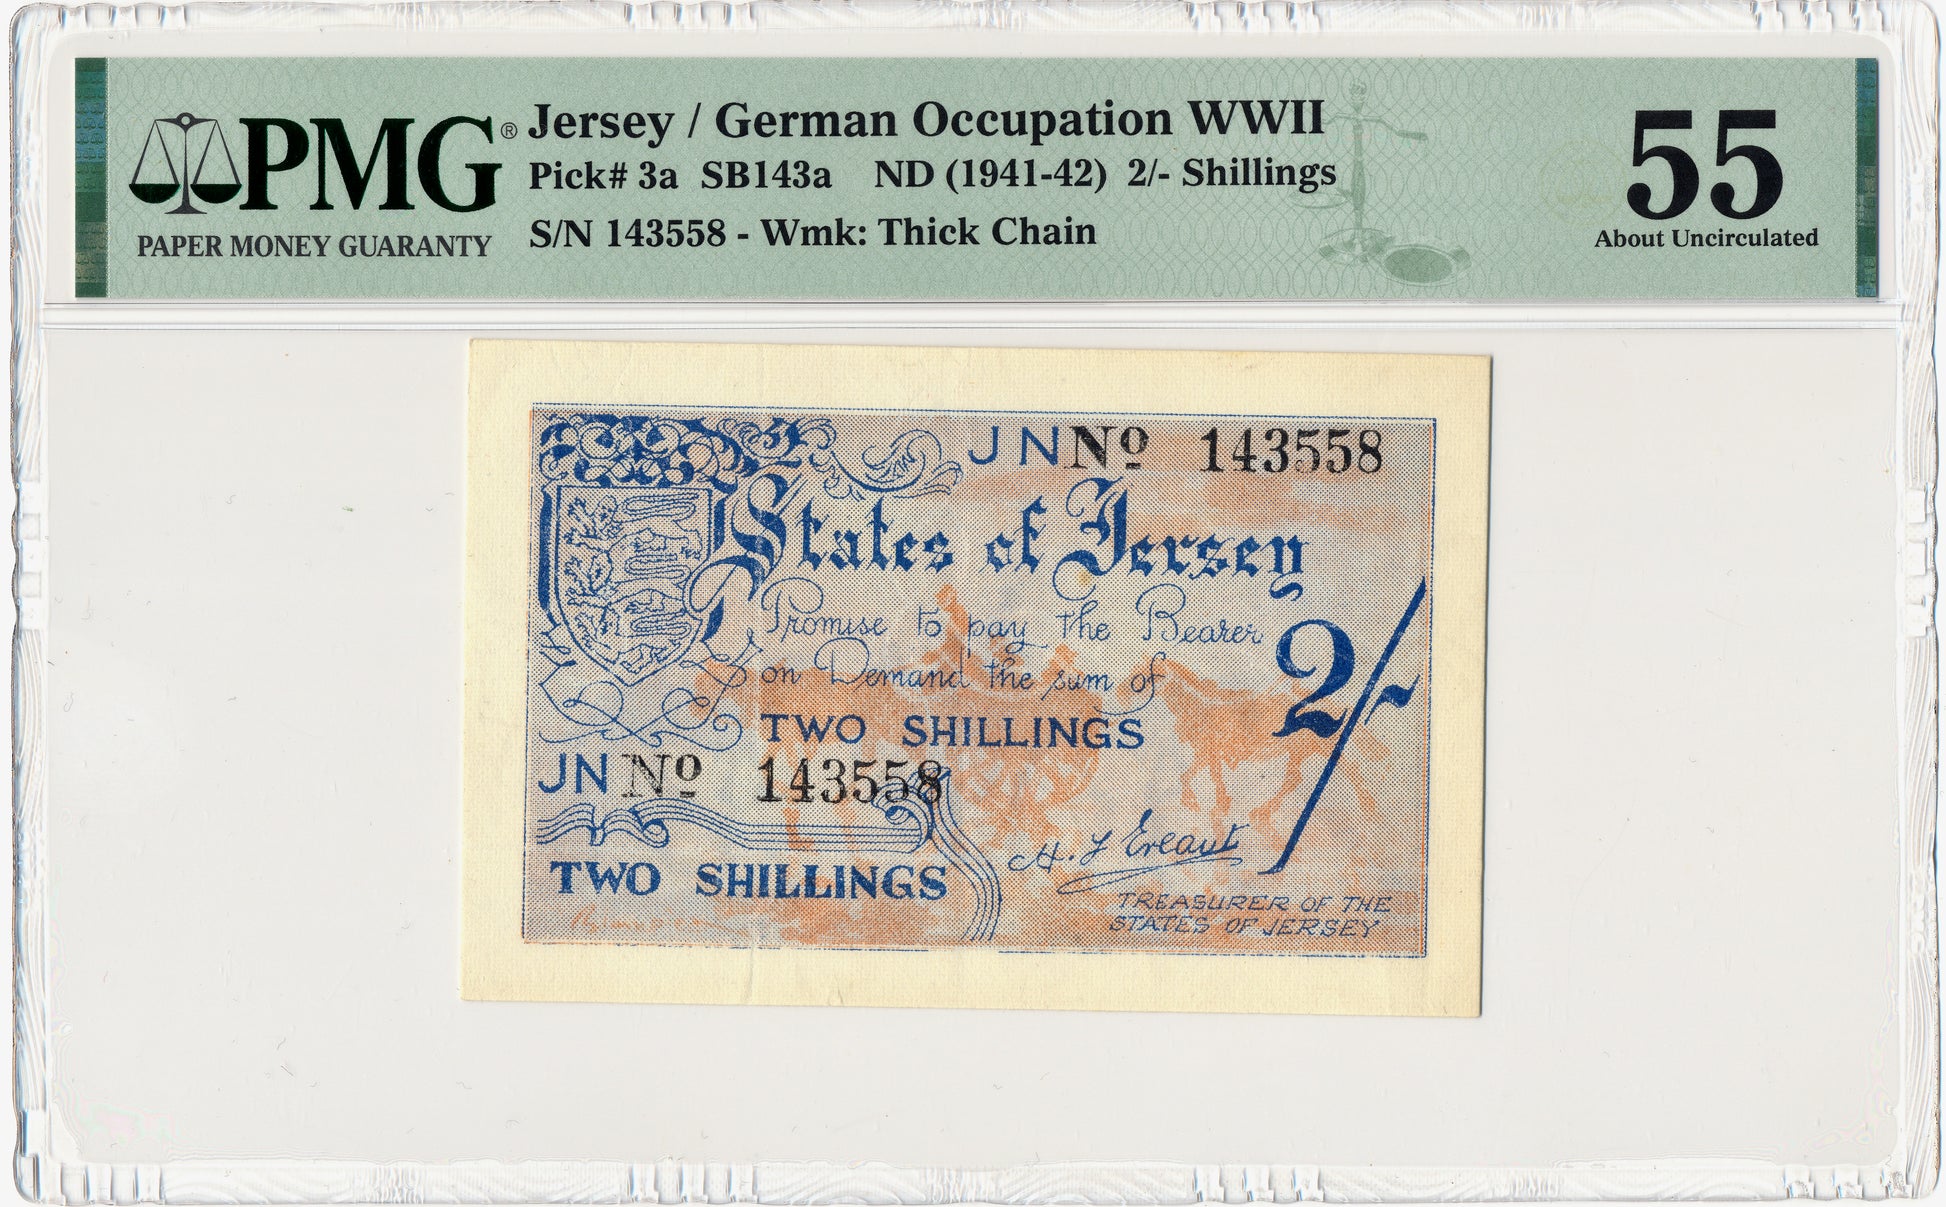 PMG®
PAPER MONEY GUARANTY
Jersey / German Occupation WWII
Pick# 3a SB143a ND (1941-42) 2/- Shillings
S/N 143558 - Wmk: Thick Chain
55
About Uncirculated
JN Nº 143558
States of Jersey
Promise to pay the Bearer
on Demand the sum of
2/-
TWO SHILLINGS
JN Nº 143558
TWO SHILLINGS
H. F Ereaut
TREASURER OF THE
STATES OF JERSEY